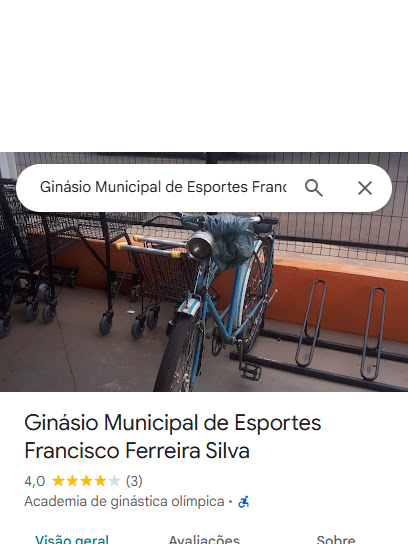 Ginásio Municipal de Esportes Franc
Ginásio Municipal de Esportes
Francisco Ferreira Silva
4,0 (3)
Academia de ginástica olímpica ·
Visão geral Avaliações Sobre